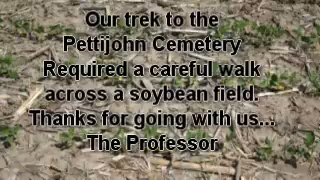 Our trek to the
Pettijohn Cemetery
Required a careful walk
across a soybean field.
Thanks for going with us...
The Professor